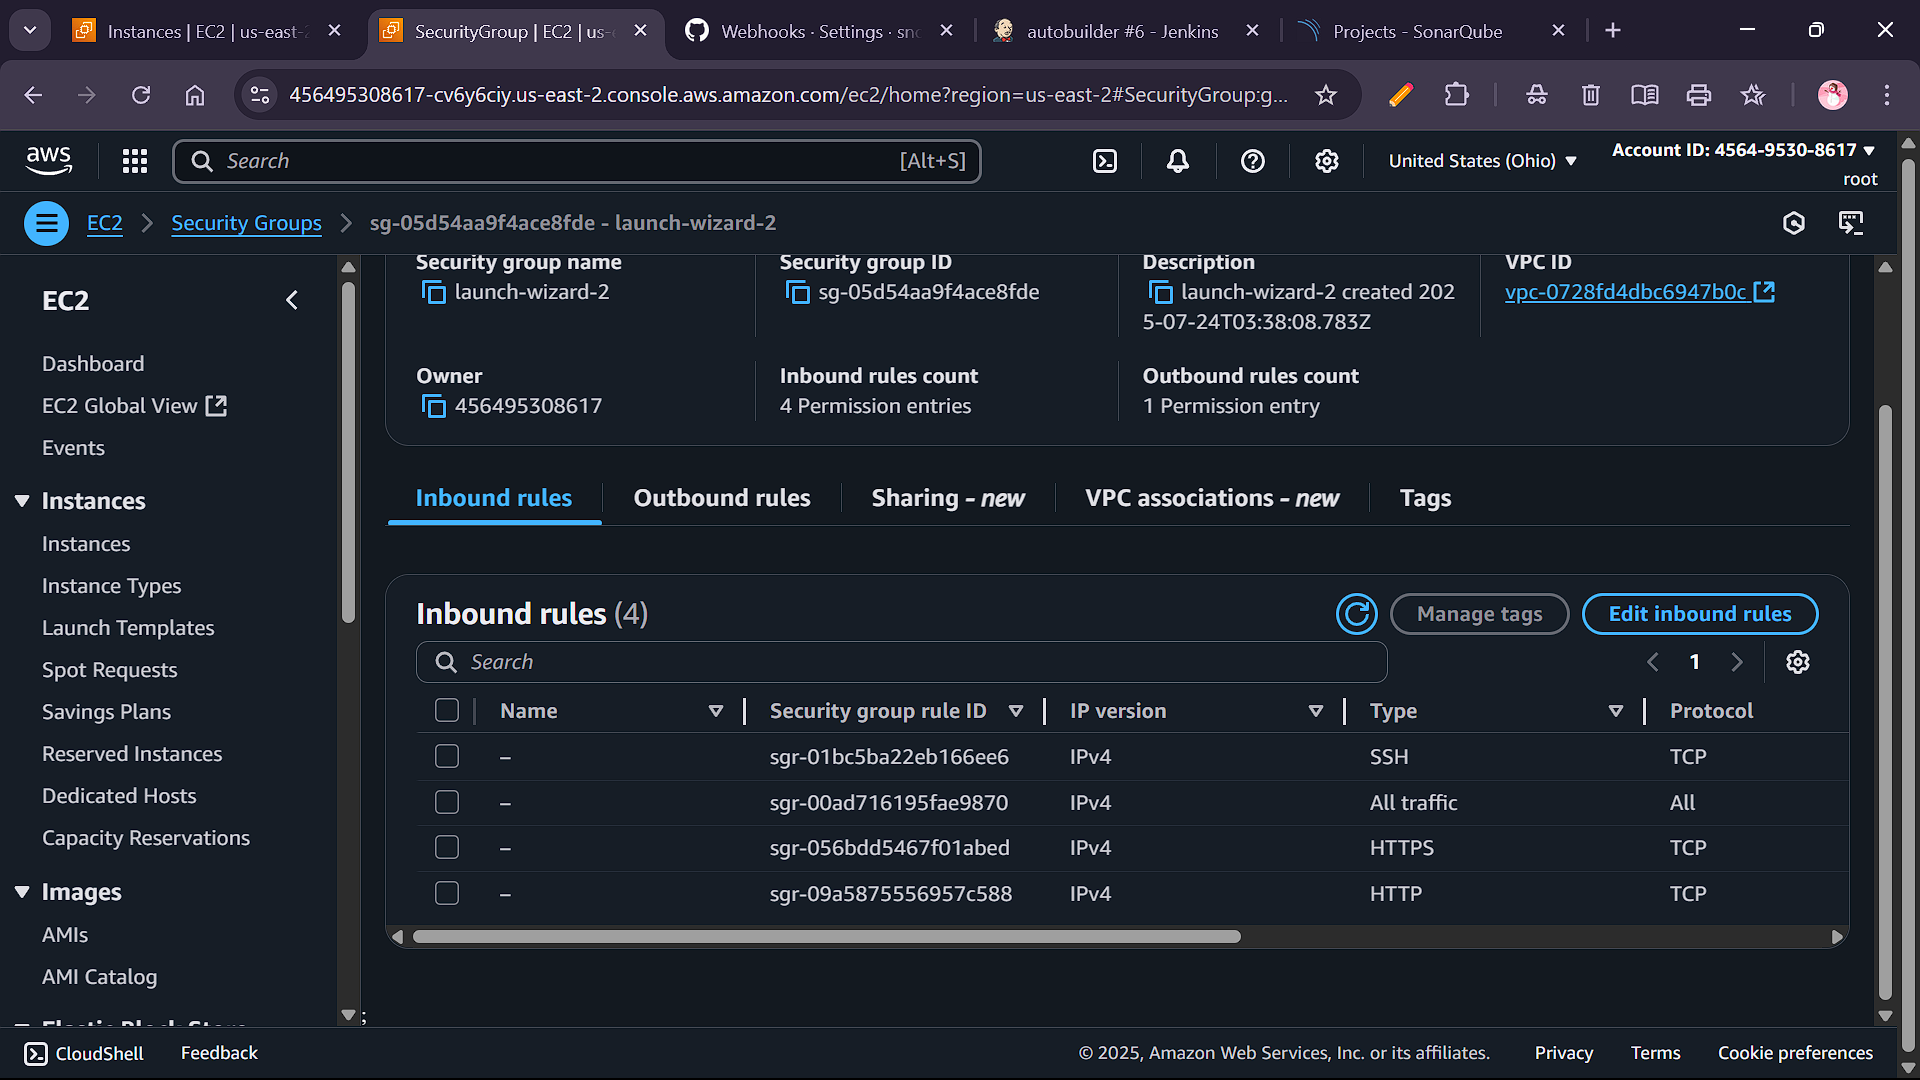 Instances | EC2 | us-east-2
SecurityGroup | EC2 | us-e
Webhooks · Settings · sno
autobuilder #6 - Jenkins
Projects - SonarQube
456495308617-cv6y6ciy.us-east-2.console.aws.amazon.com/ec2/home?region=us-east-2#SecurityGroup:g...
aws
Search
[Alt+S]
United States (Ohio)
Account ID: 4564-9530-8617
root
EC2
Security Groups
sg-05d54aa9f4ace8fde - launch-wizard-2
EC2
Dashboard
EC2 Global View
Events
Instances
Instances
Instance Types
Launch Templates
Spot Requests
Savings Plans
Reserved Instances
Dedicated Hosts
Capacity Reservations
Images
AMIs
AMI Catalog
Elastic Block Store
Security group name
launch-wizard-2
Security group ID
sg-05d54aa9f4ace8fde
Description
launch-wizard-2 created 202
5-07-24T03:38:08.783Z
VPC ID
vpc-0728fd4dbc6947b0c
Owner
456495308617
Inbound rules count
4 Permission entries
Outbound rules count
1 Permission entry
Inbound rules
Outbound rules
Sharing - new
VPC associations - new
Tags
Inbound rules (4)
Manage tags
Edit inbound rules
Search
1
Name Security group rule ID IP version Type Protocol
– sgr-01bc5ba22eb166ee6 IPv4 SSH TCP
– sgr-00ad716195fae9870 IPv4 All traffic All
– sgr-056bdd5467f01abed IPv4 HTTPS TCP
– sgr-09a5875556957c588 IPv4 HTTP TCP
;
CloudShell
Feedback
© 2025, Amazon Web Services, Inc. or its affiliates.
Privacy
Terms
Cookie preferences